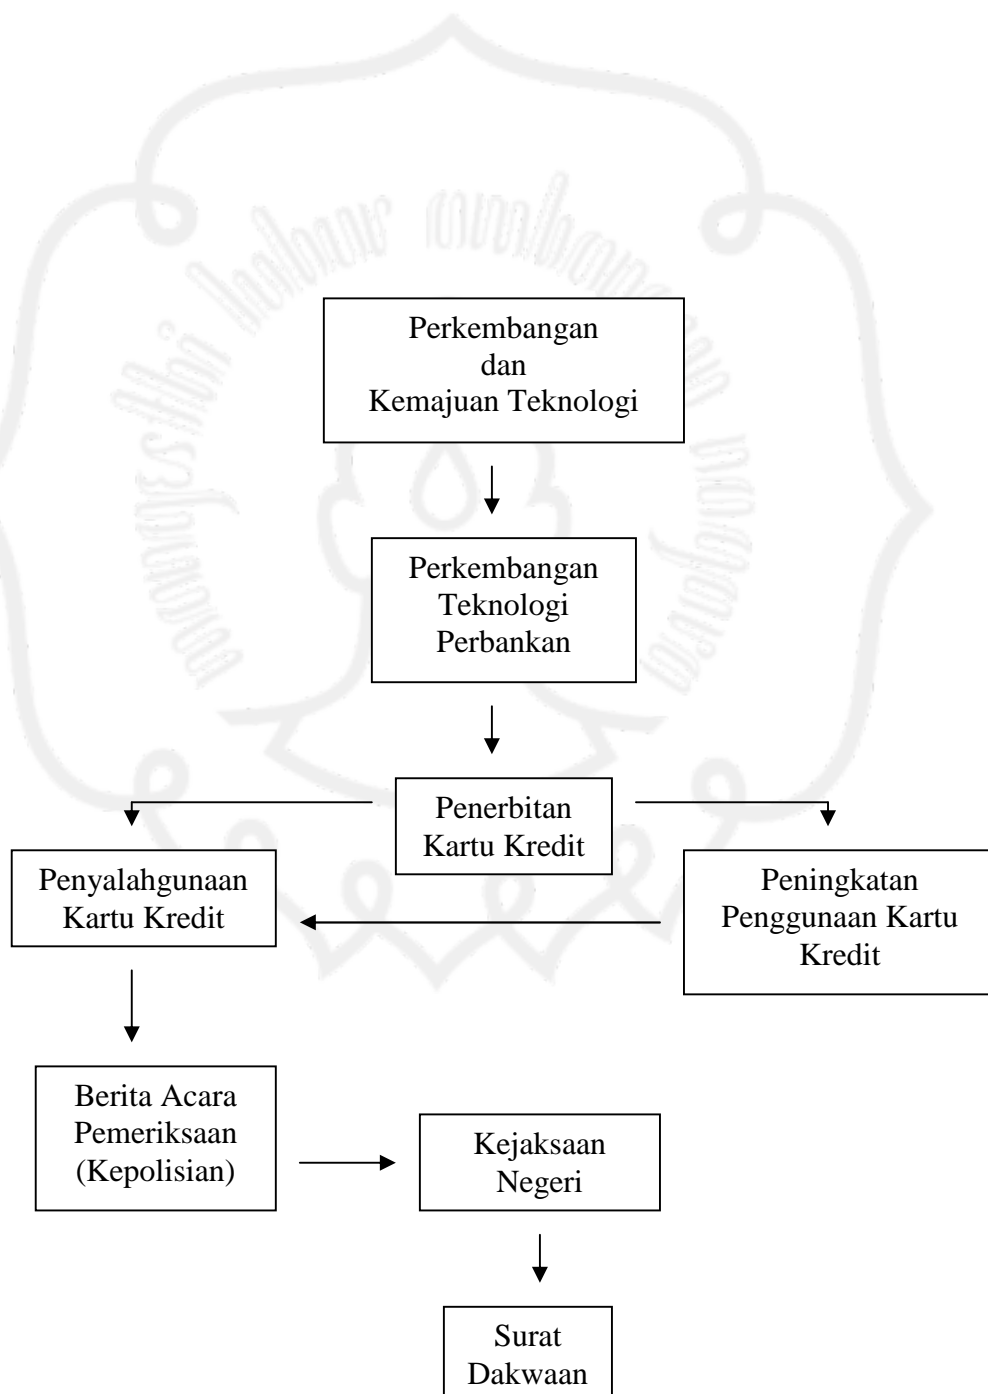 Perkembangan
dan
Kemajuan Teknologi
Perkembangan
Teknologi
Perbankan
Penerbitan
Kartu Kredit
Penyalahgunaan
Kartu Kredit
Peningkatan
Penggunaan Kartu
Kredit
Berita Acara
Pemeriksaan
(Kepolisian)
Kejaksaan
Negeri
Surat
Dakwaan